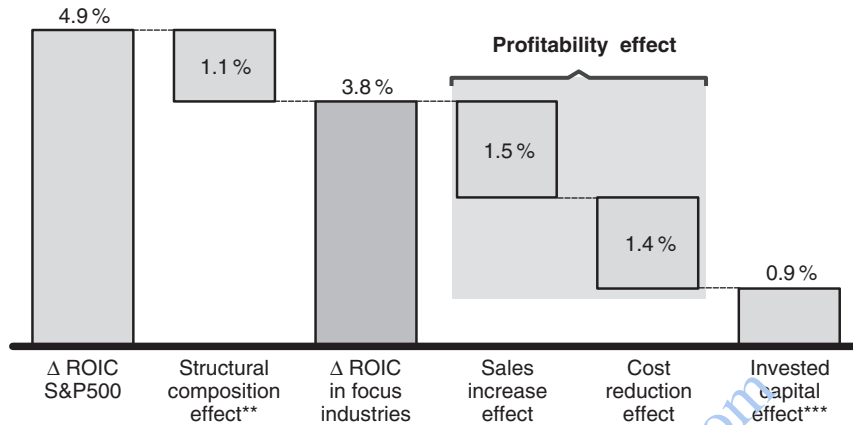 4.9 %
1.1 %
3.8 %
Profitability effect
1.5 %
1.4 %
0.9 %
Δ ROIC
S&P500
Structural
composition
effect**
Δ ROIC
in focus
industries
Sales
increase
effect
Cost
reduction
effect
Invested
capital
effect***
com